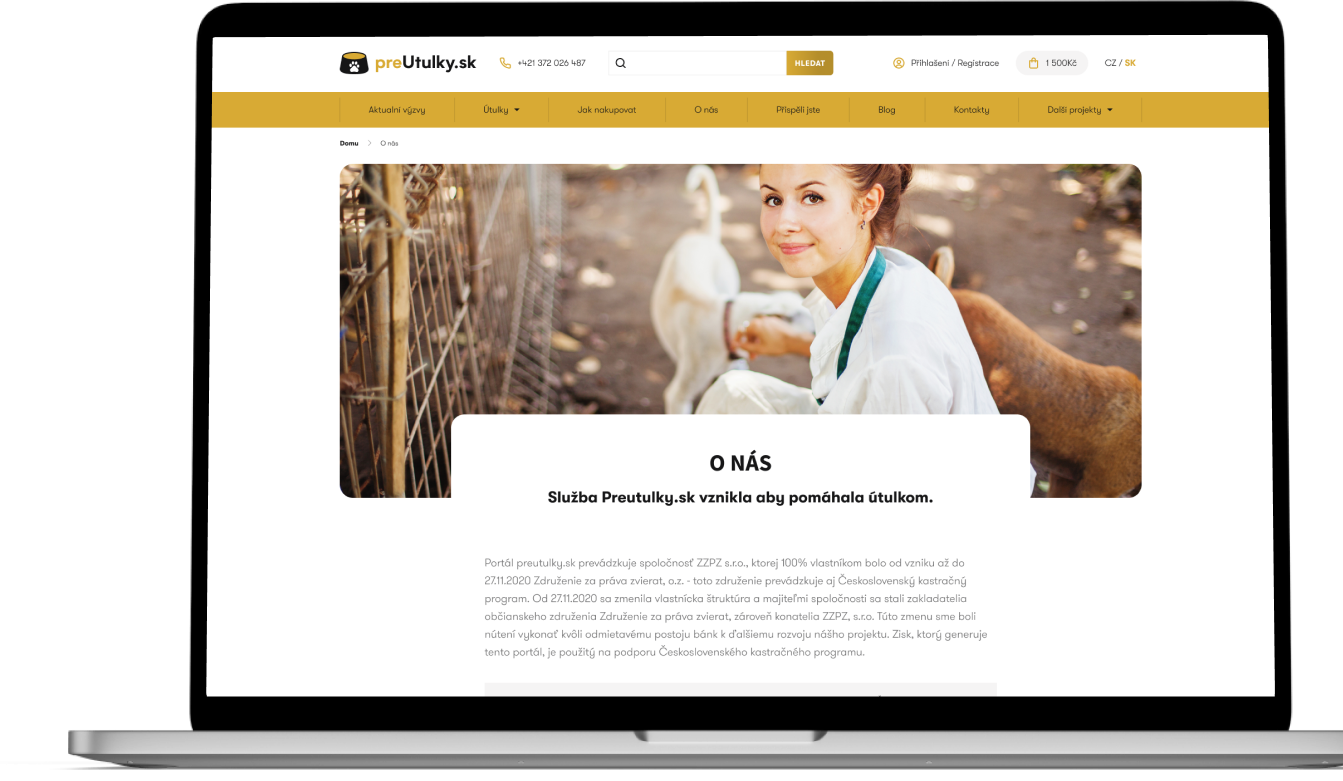 preUtulky.sk
+421 372 026 487
HLEDAT
Přihlašení / Registrace
1 500Kč
CZ / SK
Aktualní výzvy
Útulky
Jak nakupovat
O nás
Přispěli jste
Blog
Kontakty
Další projekty
Domu > O nás
O NÁS
Služba Preutulky.sk vznikla aby pomáhala útulkom.
Portál preutulky.sk prevádzkuje spoločnosť ZZPZ s.r.o., ktorej 100% vlastníkom bolo od vzniku až do
27.11.2020 Združenie za práva zvierat, o.z. - toto združenie prevádzkuje aj Československý kastračný
program. Od 27.11.2020 sa zmenila vlastnícka štruktúra a majiteľmi spoločnosti sa stali zakladatelia
občianskeho združenia Združenie za práva zvierat, zároveň konatelia ZZPZ, s.r.o. Túto zmenu sme boli
nútení vykonať kvôli odmietavému postoju bánk k ďalšiemu rozvoju nášho projektu. Zisk, ktorý generuje
tento portál, je použitý na podporu Československého kastračného programu.